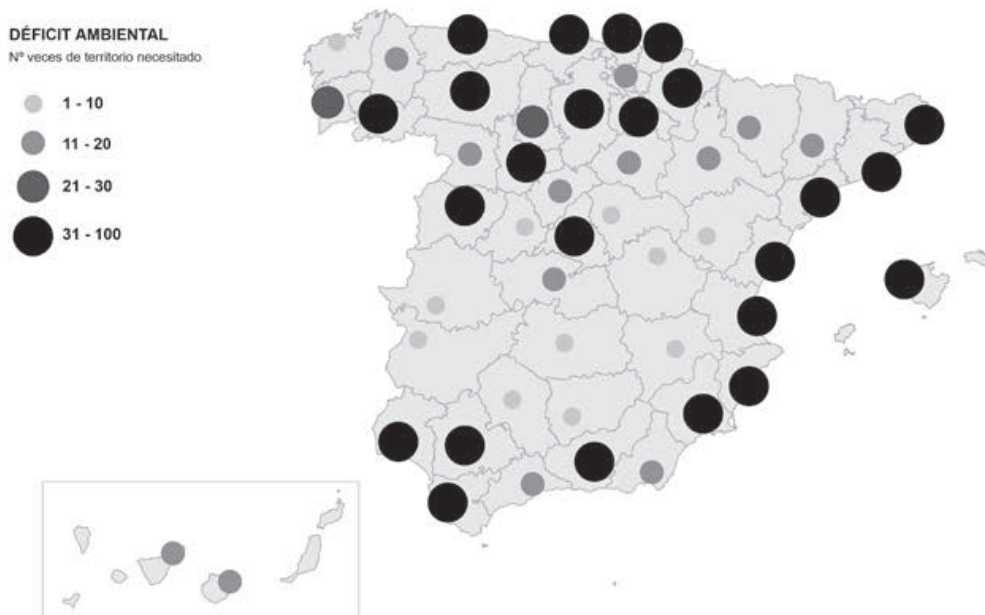 DÉFICIT AMBIENTAL
Nº veces de territorio necesitado
1 - 10
11 - 20
21 - 30
31 - 100